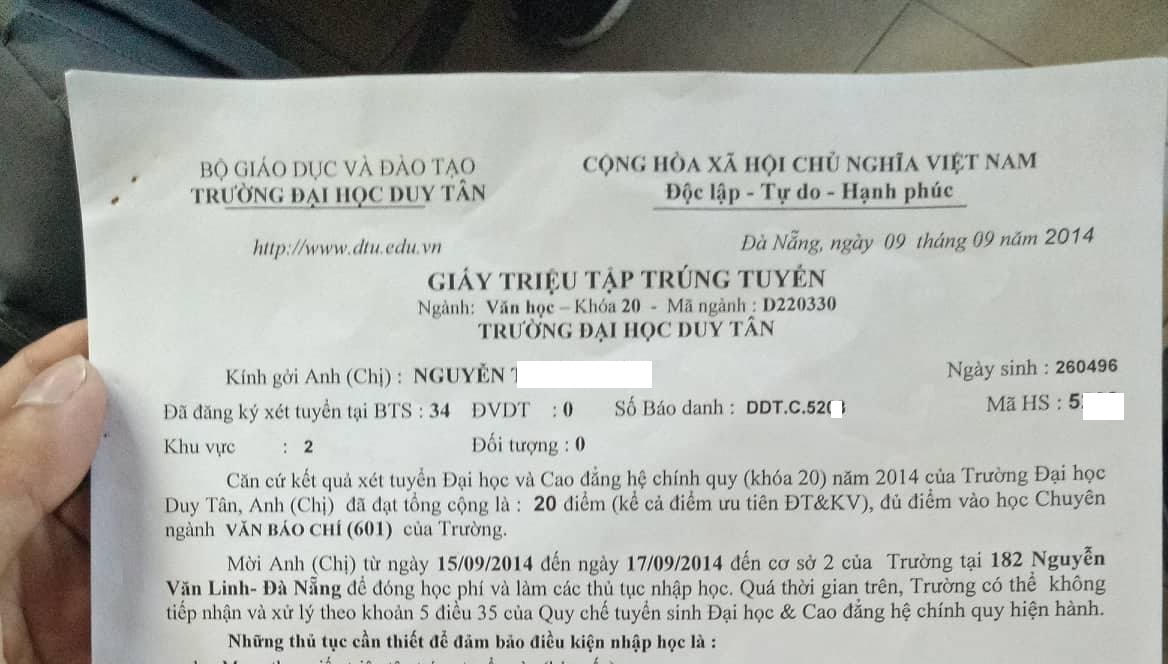 BỘ GIÁO DỤC VÀ ĐÀO TẠO
TRƯỜNG ĐẠI HỌC DUY TÂN
CỘNG HÒA XÃ HỘI CHỦ NGHĨA VIỆT NAM
Độc lập - Tự do - Hạnh phúc
http://www.dtu.edu.vn
Đà Nẵng, ngày 09 tháng 09 năm 2014
GIẤY TRIỆU TẬP TRÚNG TUYỂN
Ngành: Văn học – Khóa 20 - Mã ngành : D220330
TRƯỜNG ĐẠI HỌC DUY TÂN
Kính gởi Anh (Chị) : NGUYỄN
Ngày sinh : 260496
Đã đăng ký xét tuyển tại BTS : 34 ĐVDT : 0 Số Báo danh : DDT.C.520
Mã HS : 5
Khu vực : 2 Đối tượng : 0
Căn cứ kết quả xét tuyển Đại học và Cao đẳng hệ chính quy (khóa 20) năm 2014 của Trường Đại học
Duy Tân, Anh (Chị) đã đạt tổng cộng là : 20 điểm (kể cả điểm ưu tiên ĐT&KV), đủ điểm vào học Chuyên
ngành VĂN BÁO CHÍ (601) của Trường.
Mời Anh (Chị) từ ngày 15/09/2014 đến ngày 17/09/2014 đến cơ sở 2 của Trường tại 182 Nguyễn
Văn Linh- Đà Nẵng để đóng học phí và làm các thủ tục nhập học. Quá thời gian trên, Trường có thể không
tiếp nhận và xử lý theo khoản 5 điều 35 của Quy chế tuyển sinh Đại học & Cao đẳng hệ chính quy hiện hành.
Những thủ tục cần thiết để đảm bảo điều kiện nhập học là :